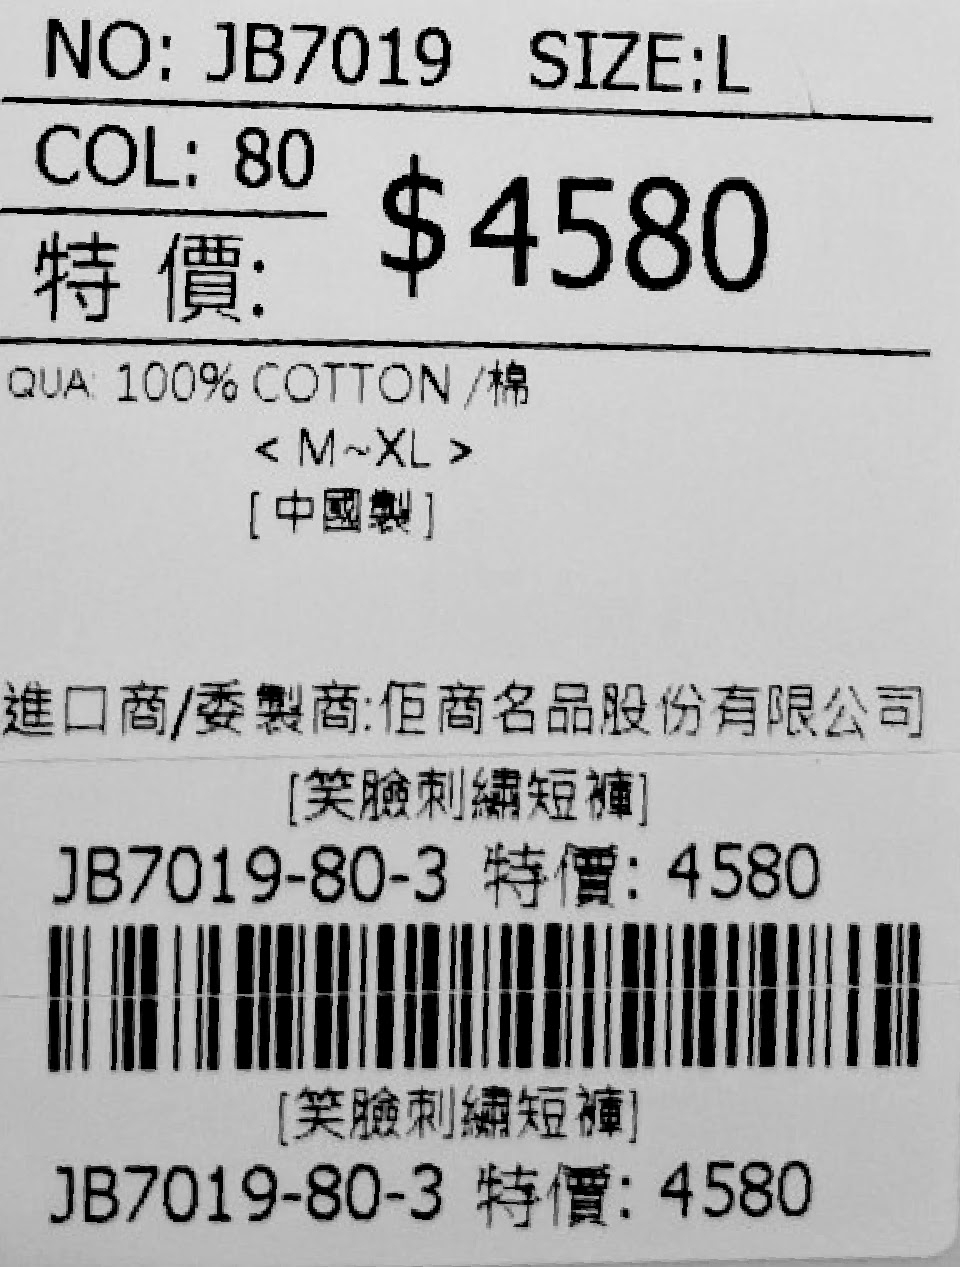 NO: JB7019 SIZE:L
COL: 80
$4580
特價:
QUA: 100% COTTON /棉
< M~XL >
[ 中國製 ]
進口商/委製商:佢商名品股份有限公司
[笑臉刺繡短褲]
JB7019-80-3 特價: 4580
[笑臉刺繡短褲]
JB7019-80-3 特價: 4580